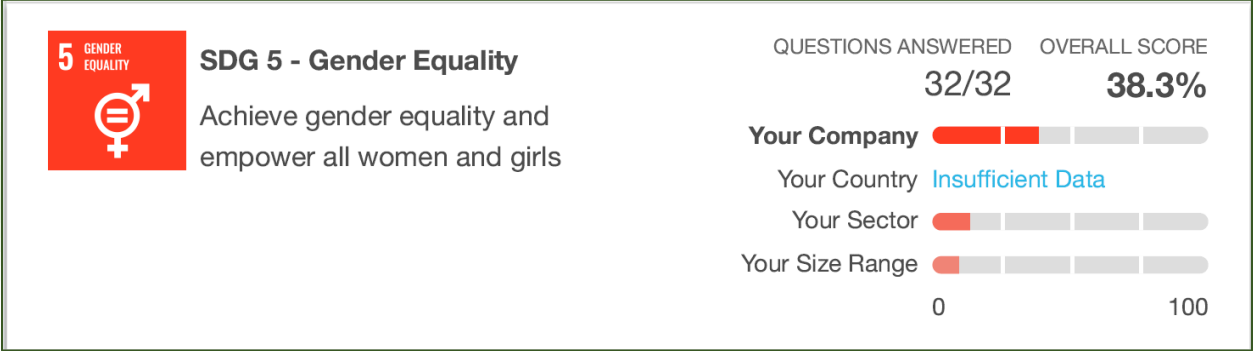 5 GENDER
EQUALITY
SDG 5 - Gender Equality
Achieve gender equality and
empower all women and girls
QUESTIONS ANSWERED OVERALL SCORE
32/32 38.3%
Your Company
Your Country Insufficient Data
Your Sector
Your Size Range
0 100